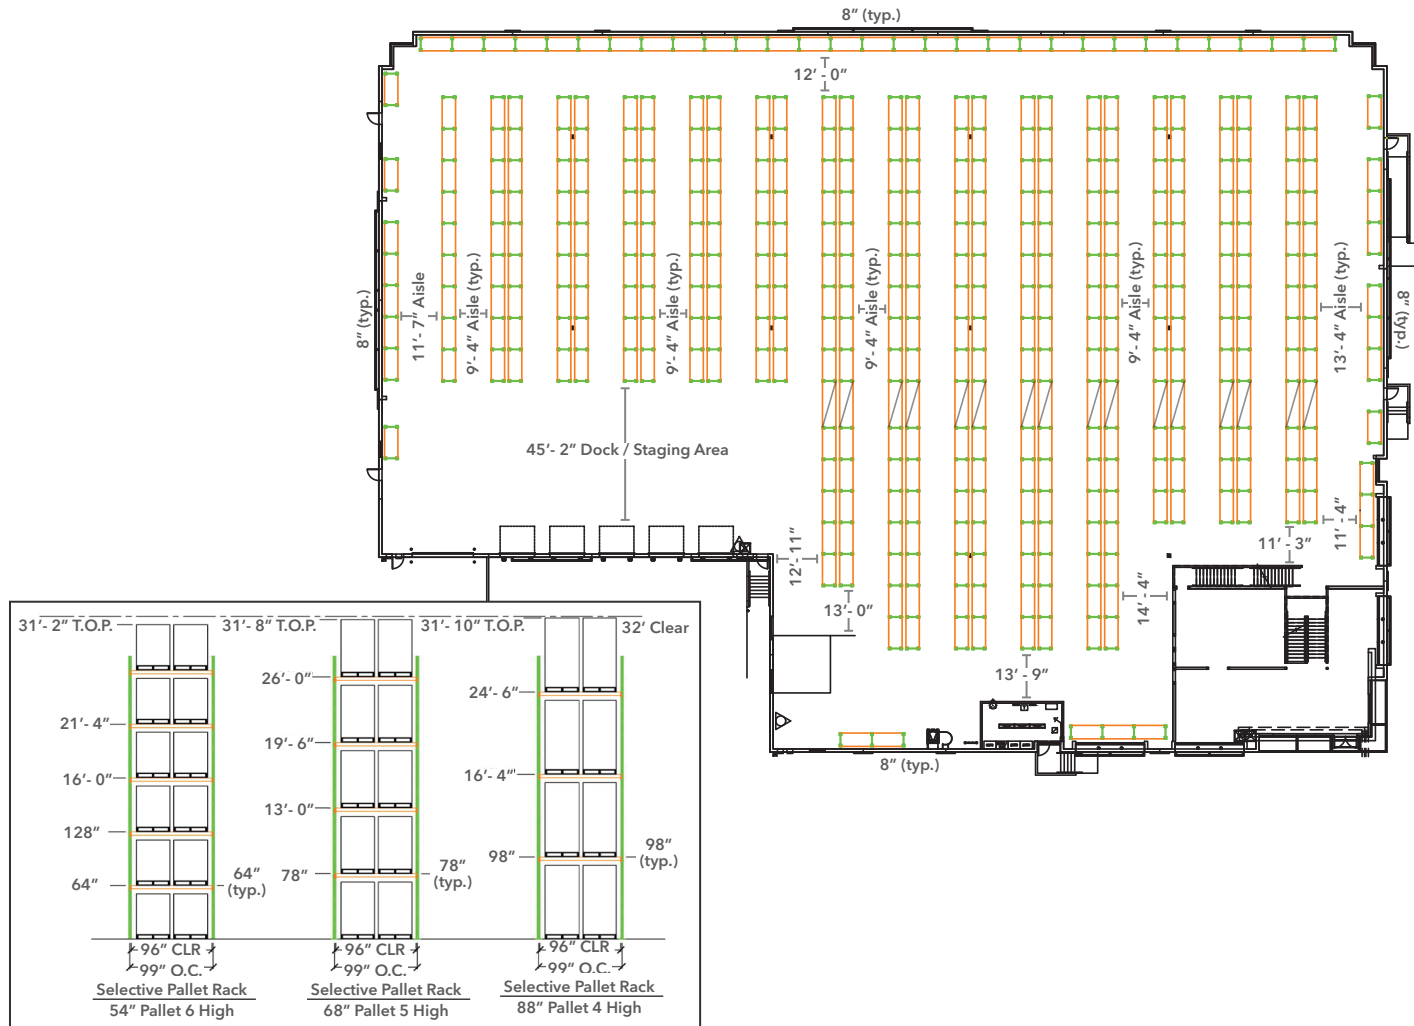 8" (typ.)
12'- 0"
8" (typ.)
11'- 7" Aisle
9'- 4" Aisle (typ.)
9'- 4" Aisle (typ.)
9'- 4" Aisle (typ.)
9'- 4" Aisle (typ.)
13'- 4" Aisle (typ.)
8" (typ.)
45'- 2" Dock / Staging Area
12'- 11"
13'- 0"
14'- 4"
11'- 3"
11'- 4"
13'- 9"
8" (typ.)
31'- 2" T.O.P.
31'- 8" T.O.P.
31'- 10" T.O.P.
32' Clear
21'- 4"
16'- 0"
128"
64"
64"
(typ.)
26'- 0"
19'- 6"
13'- 0"
78"
78"
(typ.)
24'- 6"
16'- 4"
98"
98"
(typ.)
96" CLR
99" O.C.
Selective Pallet Rack
54" Pallet 6 High
96" CLR
99" O.C.
Selective Pallet Rack
68" Pallet 5 High
96" CLR
99" O.C.
Selective Pallet Rack
88" Pallet 4 High